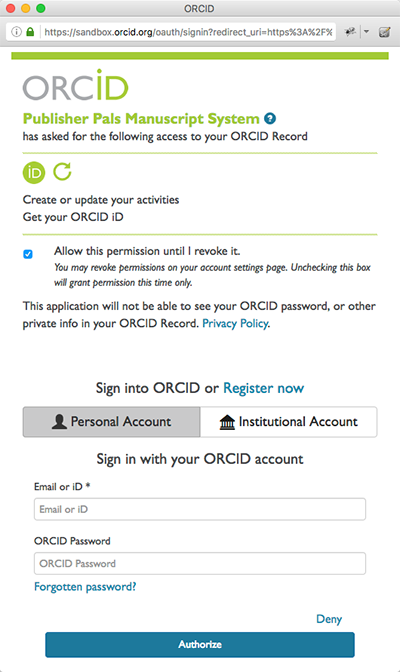 ORCID
https://sandbox.orcid.org/oauth/signin?redirect_uri=https%3A%2F%
ORCiD
Publisher Pals Manuscript System ?
has asked for the following access to your ORCID Record
iD
Create or update your activities
Get your ORCID iD
Allow this permission until I revoke it.
You may revoke permissions on your account settings page. Unchecking this box
will grant permission this time only.
This application will not be able to see your ORCID password, or other
private info in your ORCID Record. Privacy Policy.
Sign into ORCID or Register now
Personal Account
Institutional Account
Sign in with your ORCID account
Email or iD *
Email or iD
ORCID Password
ORCID Password
Forgotten password?
Deny
Authorize